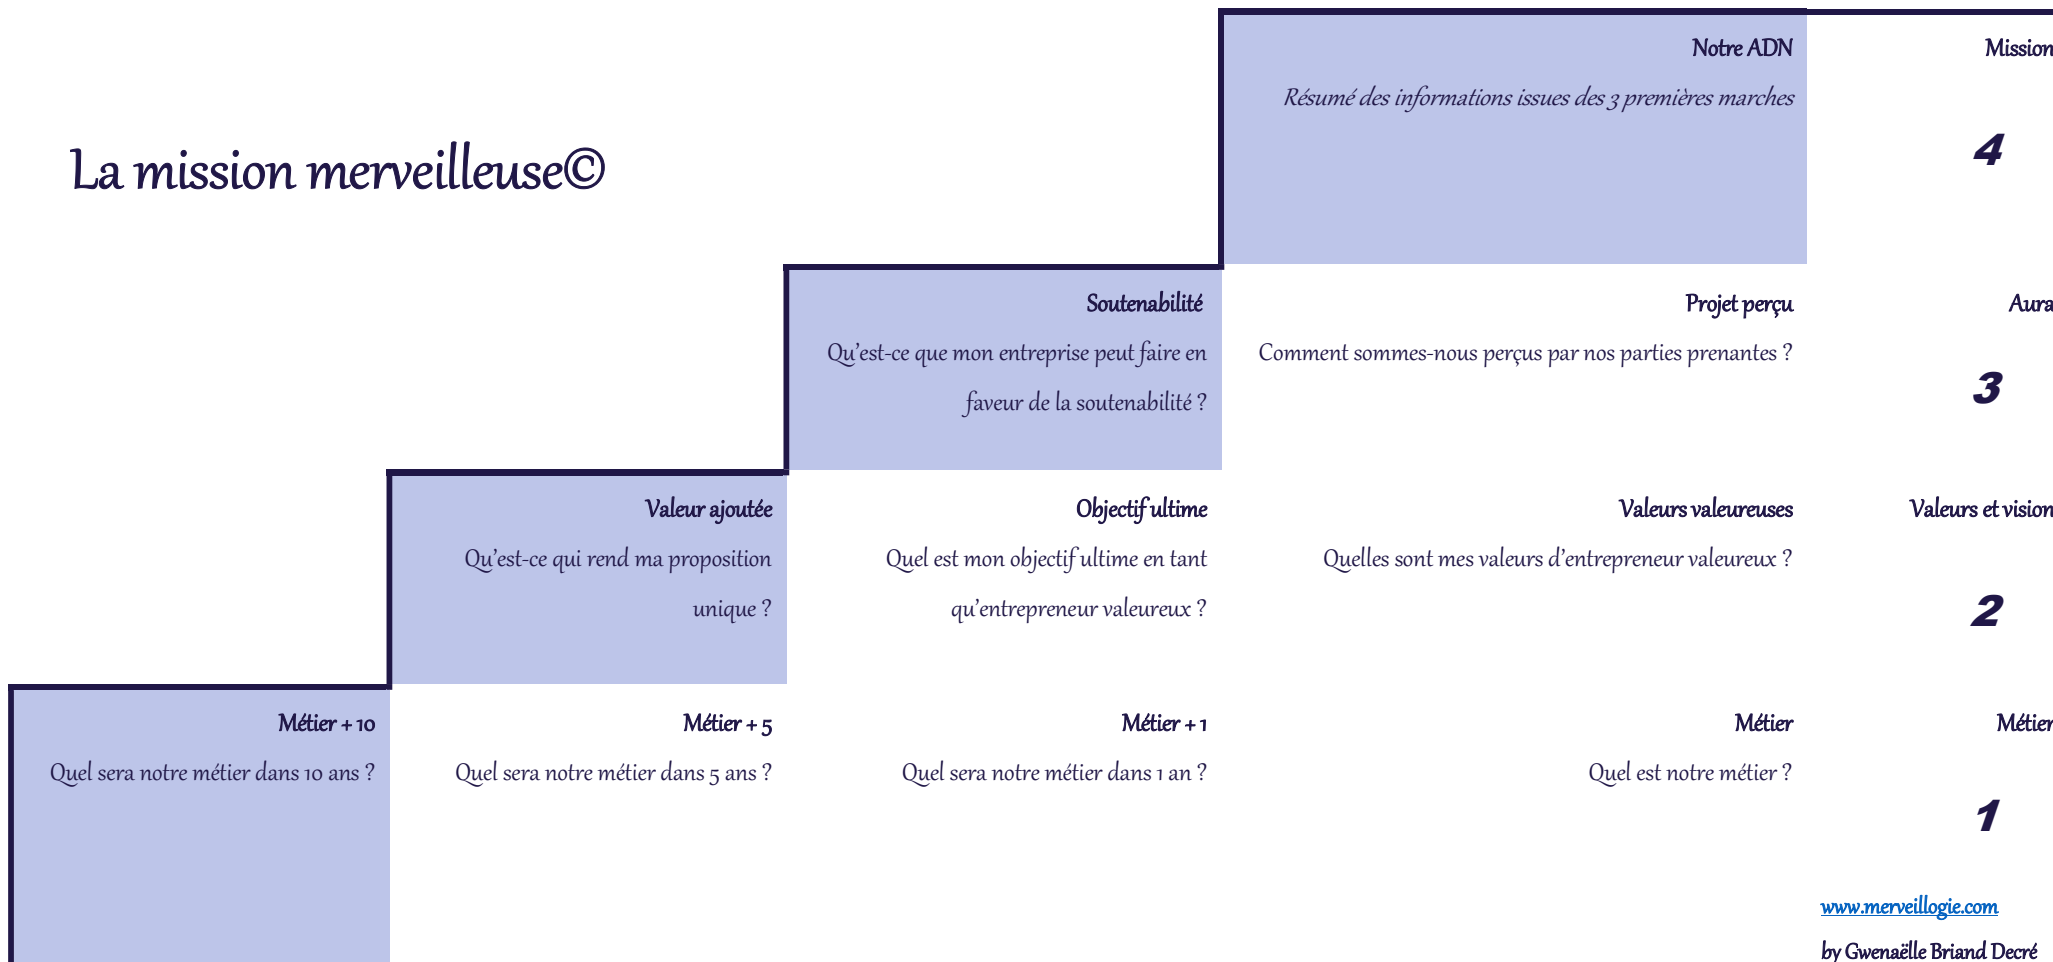 Notre ADN
Mission
Résumé des informations issues des 3 premières marches
4
La mission merveilleuse©
Soutenabilité
Qu’est-ce que mon entreprise peut faire en
faveur de la soutenabilité ?
Projet perçu
Comment sommes-nous perçus par nos parties prenantes ?
Aura
3
Valeur ajoutée
Qu’est-ce qui rend ma proposition
unique ?
Objectif ultime
Quel est mon objectif ultime en tant
qu’entrepreneur valeureux ?
Valeurs valeureuses
Quelles sont mes valeurs d’entrepreneur valeureux ?
Valeurs et vision
2
Métier + 10
Quel sera notre métier dans 10 ans ?
Métier + 5
Quel sera notre métier dans 5 ans ?
Métier + 1
Quel sera notre métier dans 1 an ?
Métier
Quel est notre métier ?
Métier
1
www.merveillogie.com
by Gwenaëlle Briand Decré